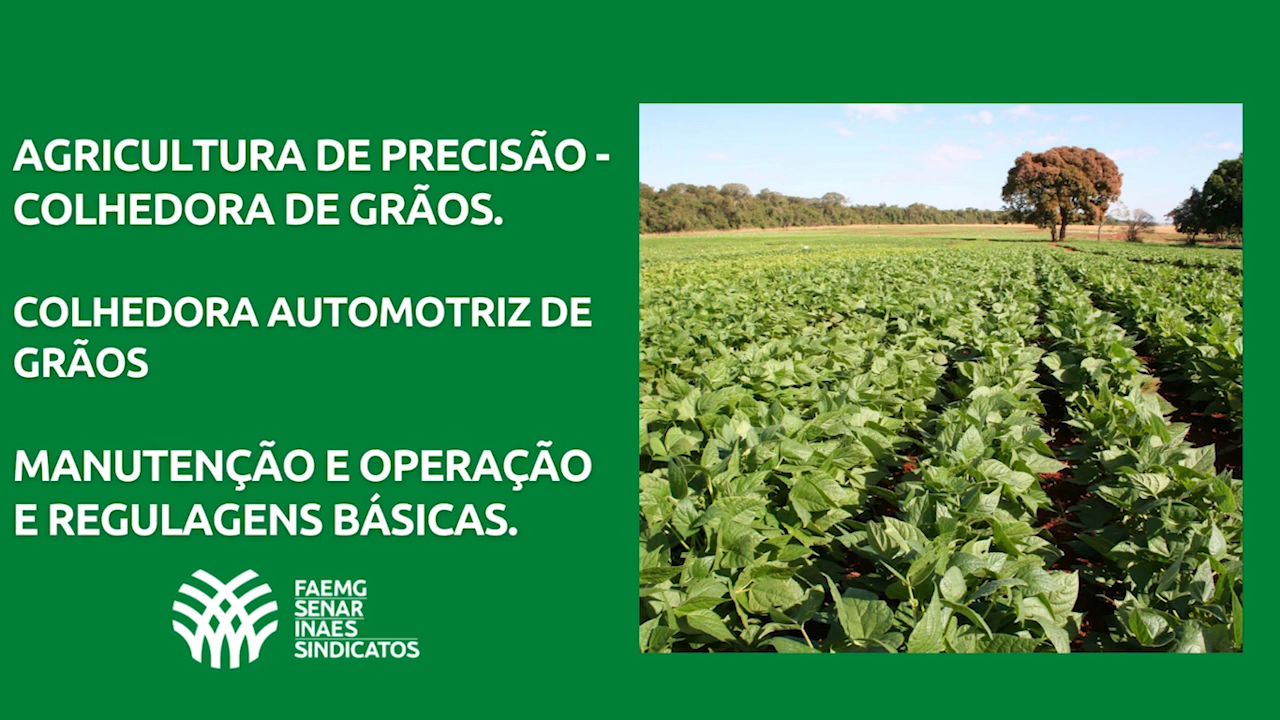 AGRICULTURA DE PRECISÃO -
COLHEDORA DE GRÃOS.
COLHEDORA AUTOMOTRIZ DE
GRÃOS
MANUTENÇÃO E OPERAÇÃO
E REGULAGENS BÁSICAS.
FAEMG
SENAR
INAES
SINDICATOS